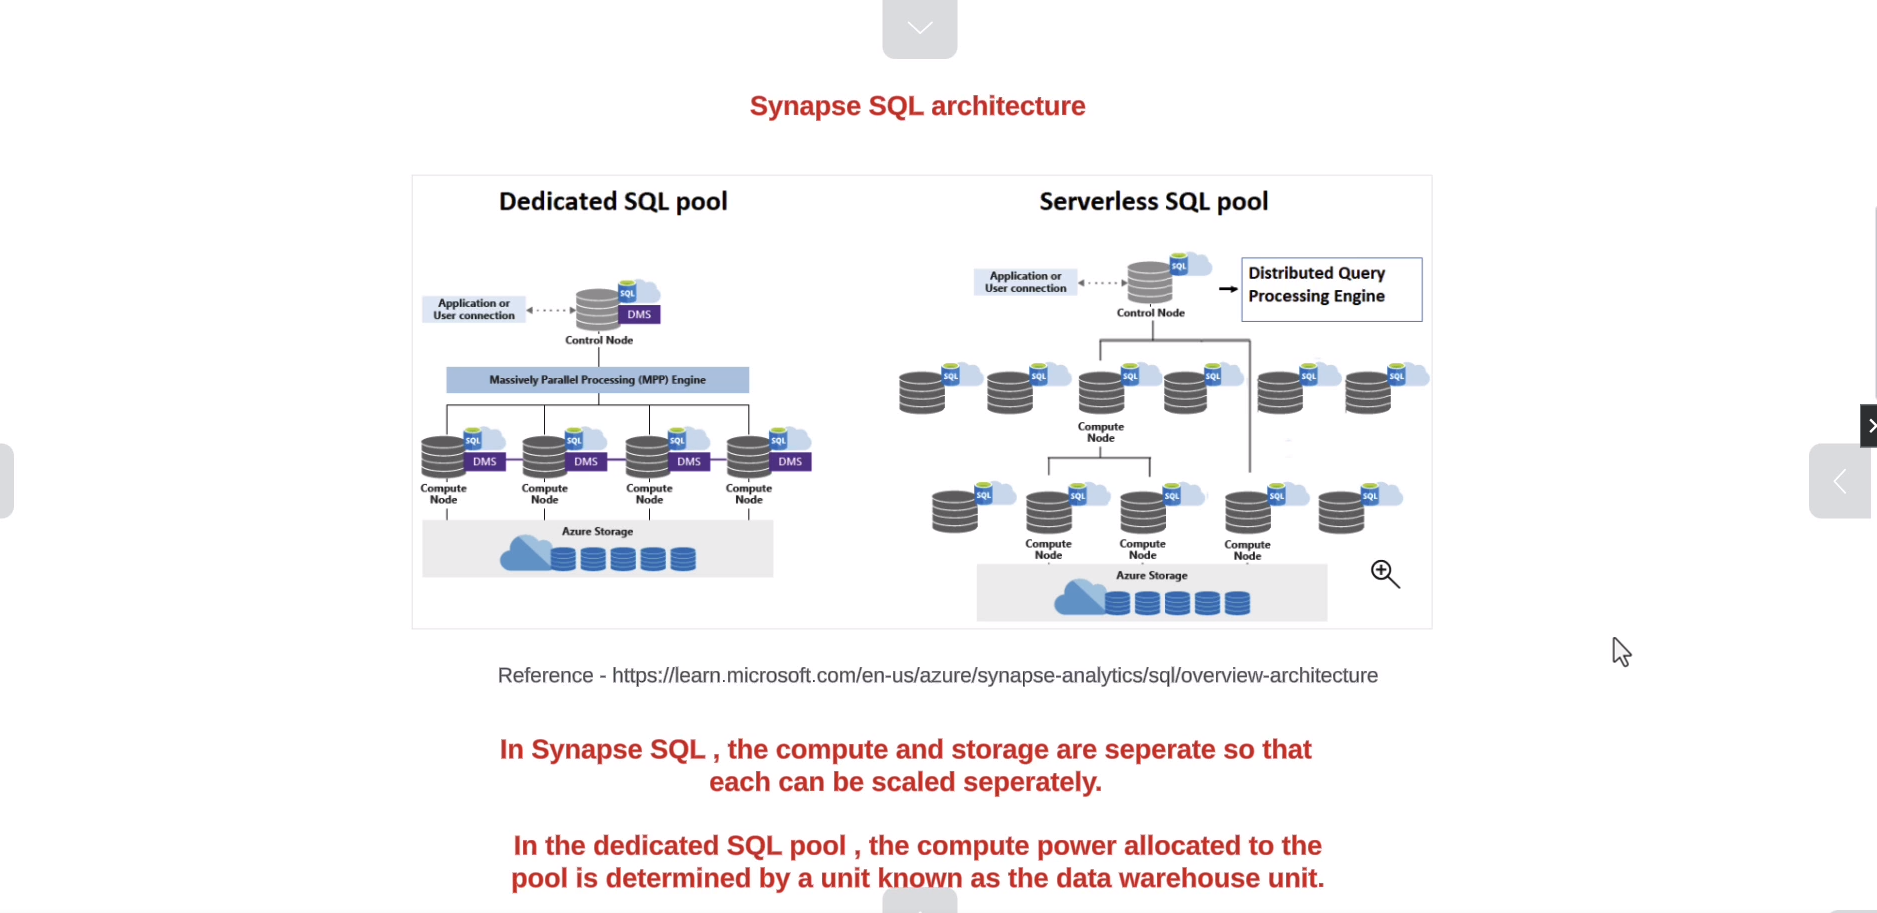 Synapse SQL architecture
Dedicated SQL pool
Application or
User connection
SQL
DMS
Control Node
Massively Parallel Processing (MPP) Engine
SQL
DMS
SQL
DMS
SQL
DMS
SQL
DMS
Compute
Node
Compute
Node
Compute
Node
Compute
Node
Azure Storage
Serverless SQL pool
Application or
User connection
SQL
Control Node
Distributed Query
Processing Engine
SQL
SQL
SQL
SQL
SQL
SQL
Compute
Node
SQL
SQL
SQL
SQL
SQL
Compute
Node
Compute
Node
Compute
Node
Azure Storage
Reference - https://learn.microsoft.com/en-us/azure/synapse-analytics/sql/overview-architecture
In Synapse SQL , the compute and storage are seperate so that
each can be scaled seperately.
In the dedicated SQL pool , the compute power allocated to the
pool is determined by a unit known as the data warehouse unit.